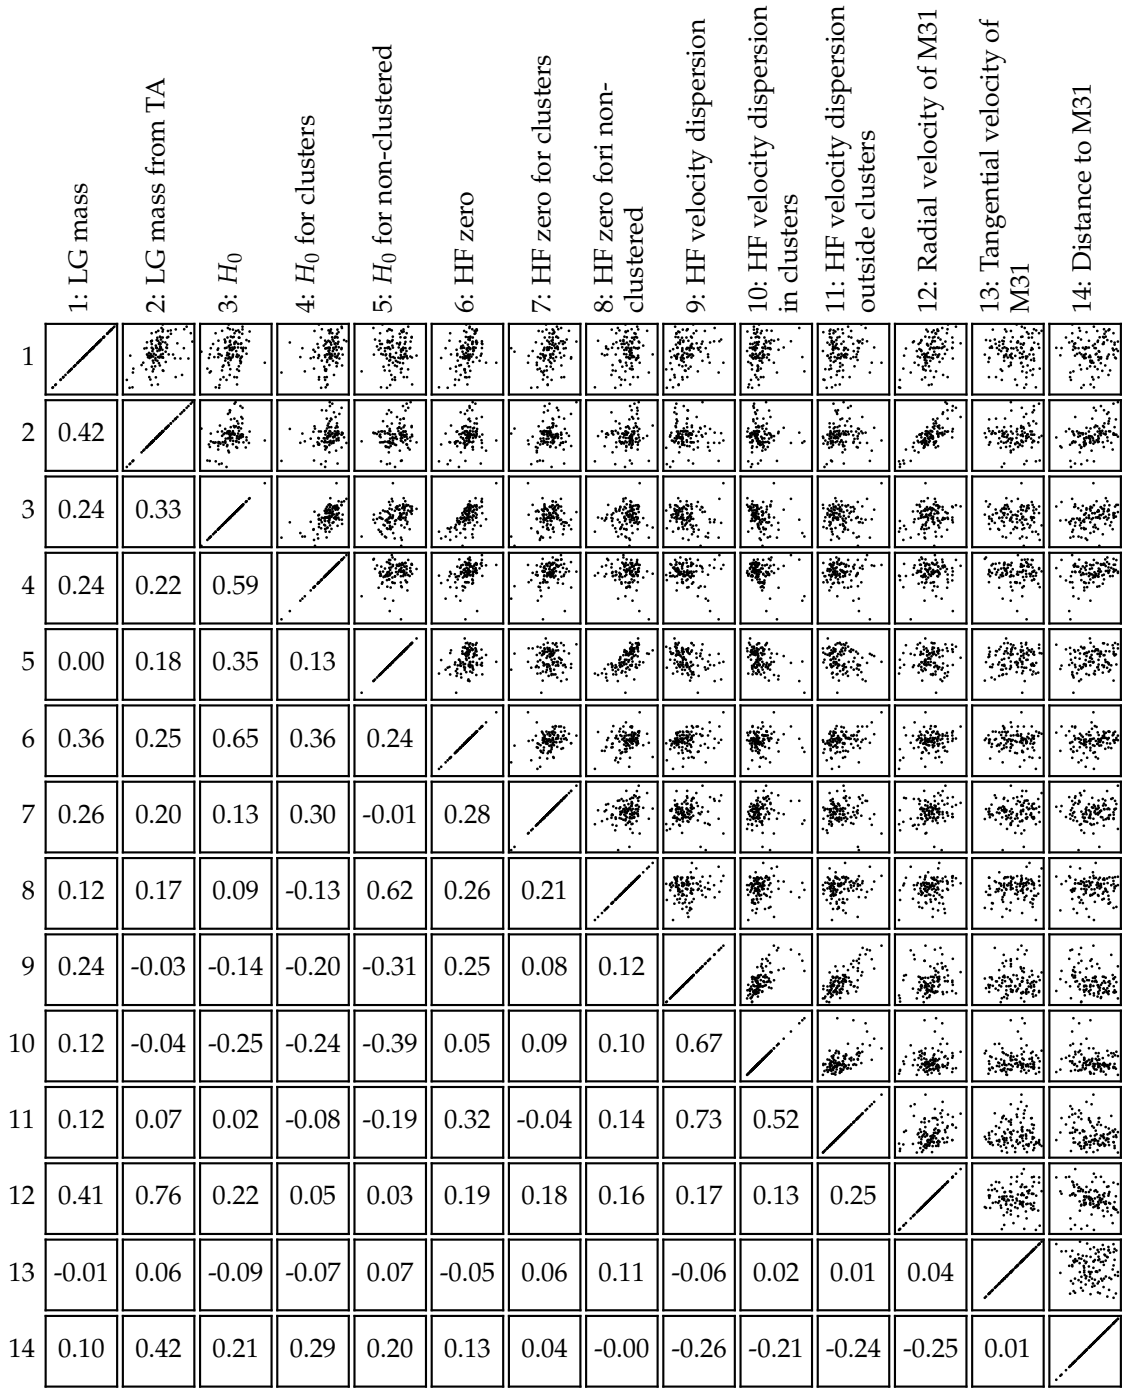 1: LG mass
2: LG mass from TA
3: H0
4: H0 for clusters
5: H0 for non-clustered
6: HF zero
7: HF zero for clusters
8: HF zero fori non-
clustered
9: HF velocity dispersion
10: HF velocity dispersion
in clusters
11: HF velocity dispersion
outside clusters
12: Radial velocity of M31
13: Tangential velocity of
M31
14: Distance to M31
1
2 0.42
3 0.24 0.33
4 0.24 0.22 0.59
5 0.00 0.18 0.35 0.13
6 0.36 0.25 0.65 0.36 0.24
7 0.26 0.20 0.13 0.30 -0.01 0.28
8 0.12 0.17 0.09 -0.13 0.62 0.26 0.21
9 0.24 -0.03 -0.14 -0.20 -0.31 0.25 0.08 0.12
10 0.12 -0.04 -0.25 -0.24 -0.39 0.05 0.09 0.10 0.67
11 0.12 0.07 0.02 -0.08 -0.19 0.32 -0.04 0.14 0.73 0.52
12 0.41 0.76 0.22 0.05 0.03 0.19 0.18 0.16 0.17 0.13 0.25
13 -0.01 0.06 -0.09 -0.07 0.07 -0.05 0.06 0.11 -0.06 0.02 0.01 0.04
14 0.10 0.42 0.21 0.29 0.20 0.13 0.04 -0.00 -0.26 -0.21 -0.24 -0.25 0.01